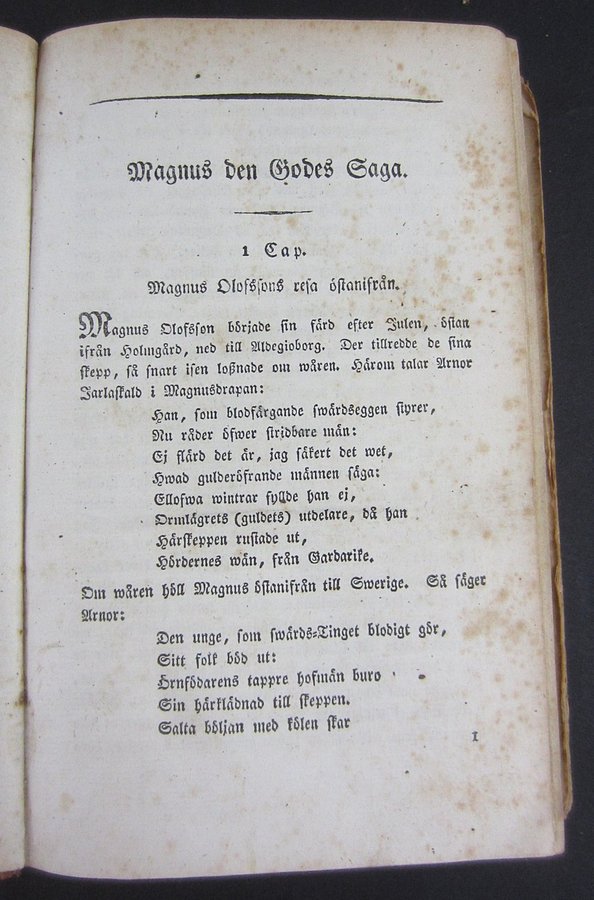 Magnus den Godes Saga.
1 Cap.
Magnus Olofssons resa östanifrån.
Magnus Olofsson började sin färd efter Julen, östan
ifrån Holmgård, ned till Aldegioborg. Der tillredde de sina
skepp, så snart isen loßnade om wåren. Härom talar Arnor
Jarlaskald i Magnusdrapan:
Han, som blodfärgande swärdseggen styrer,
Nu råder öfwer stridbare män:
Ej flärd det är, jag säkert det wet,
Hwad gulderöfrande männen säga:
Ellofwa wintrar fyllde han ej,
Ormlägrets (guldets) utdelare, då han
Härskeppen rustade ut,
Hördernes wän, från Gardarike.
Om wåren höll Magnus östanifrån till Swerige. Så säger
Arnor:
Den unge, som swärds-Tinget blodigt gör,
Sitt folk böd ut:
Örnfödarens tappre hofmän buro
Sin härklädnad till skeppen.
Salta böljan med kölen skar
1